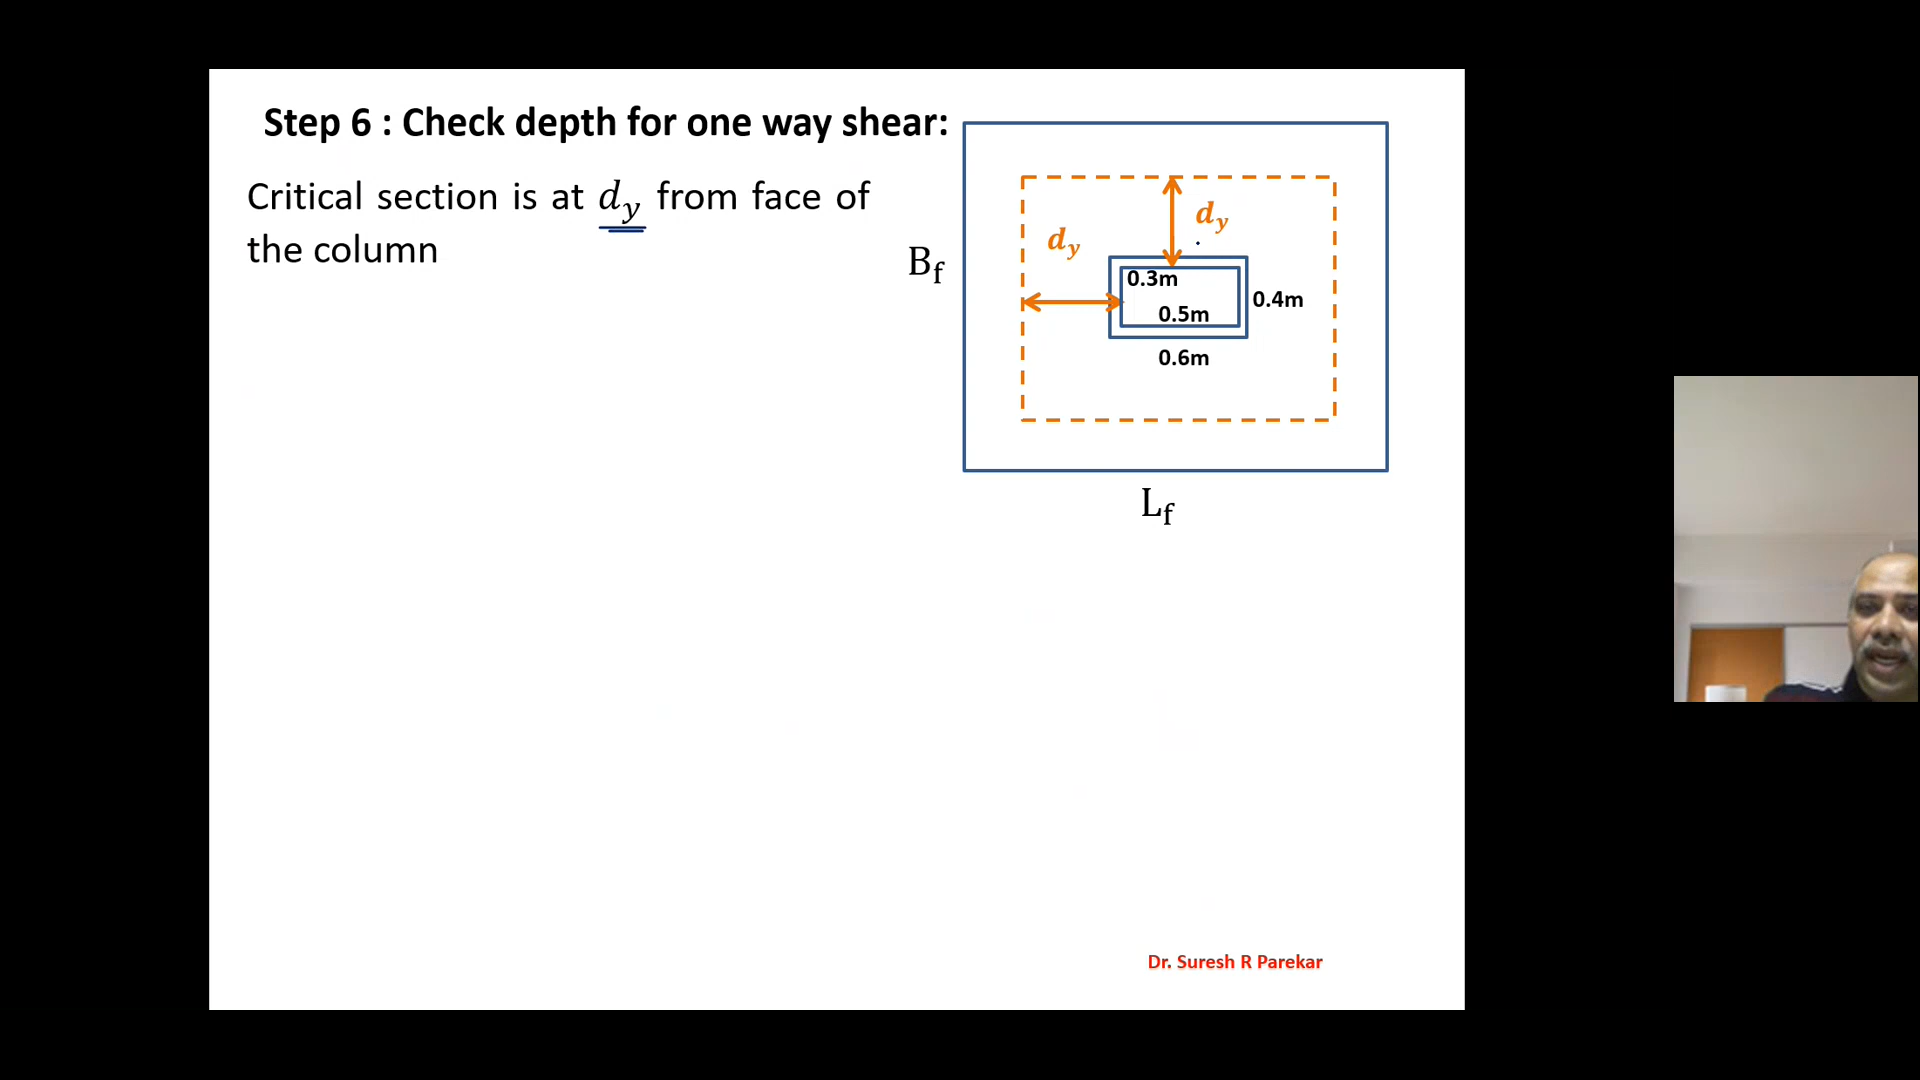 Step 6 : Check depth for one way shear:
Critical section is at dy from face of
the column
dy
dy
Bf
0.3m
0.5m
0.4m
0.6m
Lf
Dr. Suresh R Parekar